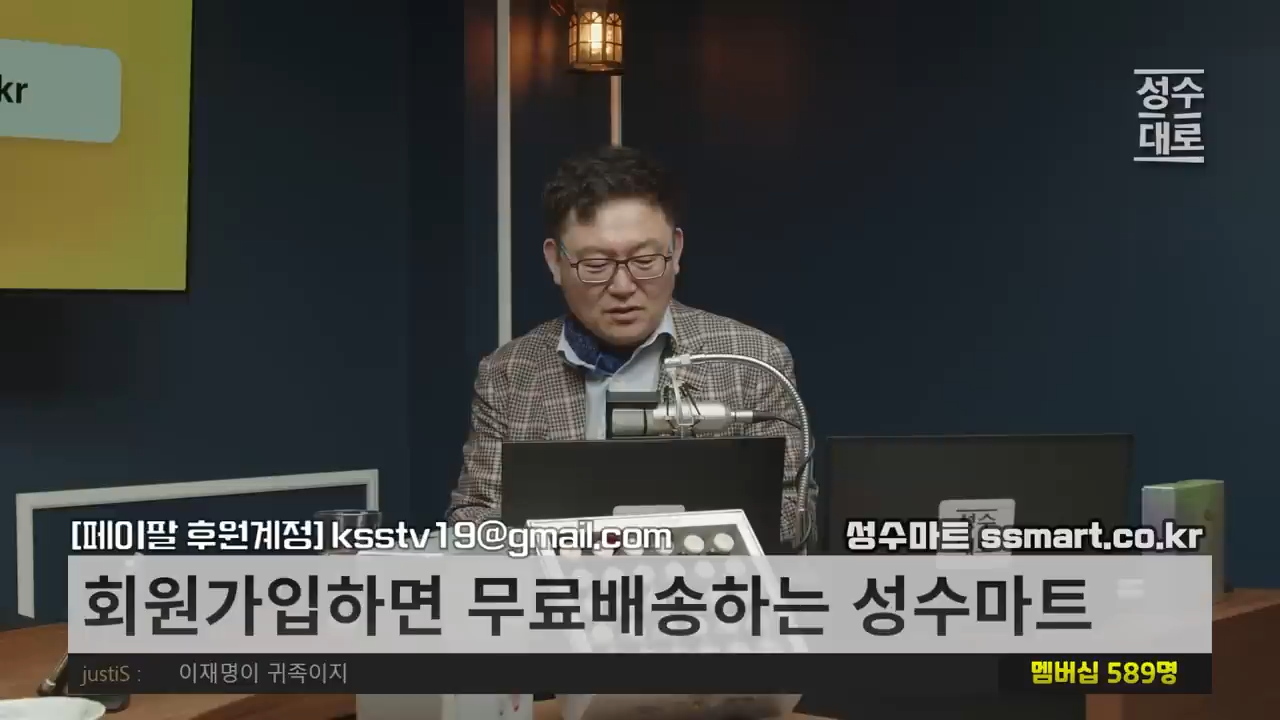 kr
성수
대로
[페이팔 후원계정] ksstv19@gmail.com
성수마트 ssmart.co.kr
회원가입하면 무료배송하는 성수마트
justiS : 이재명이 귀족이지
멤버십 589명